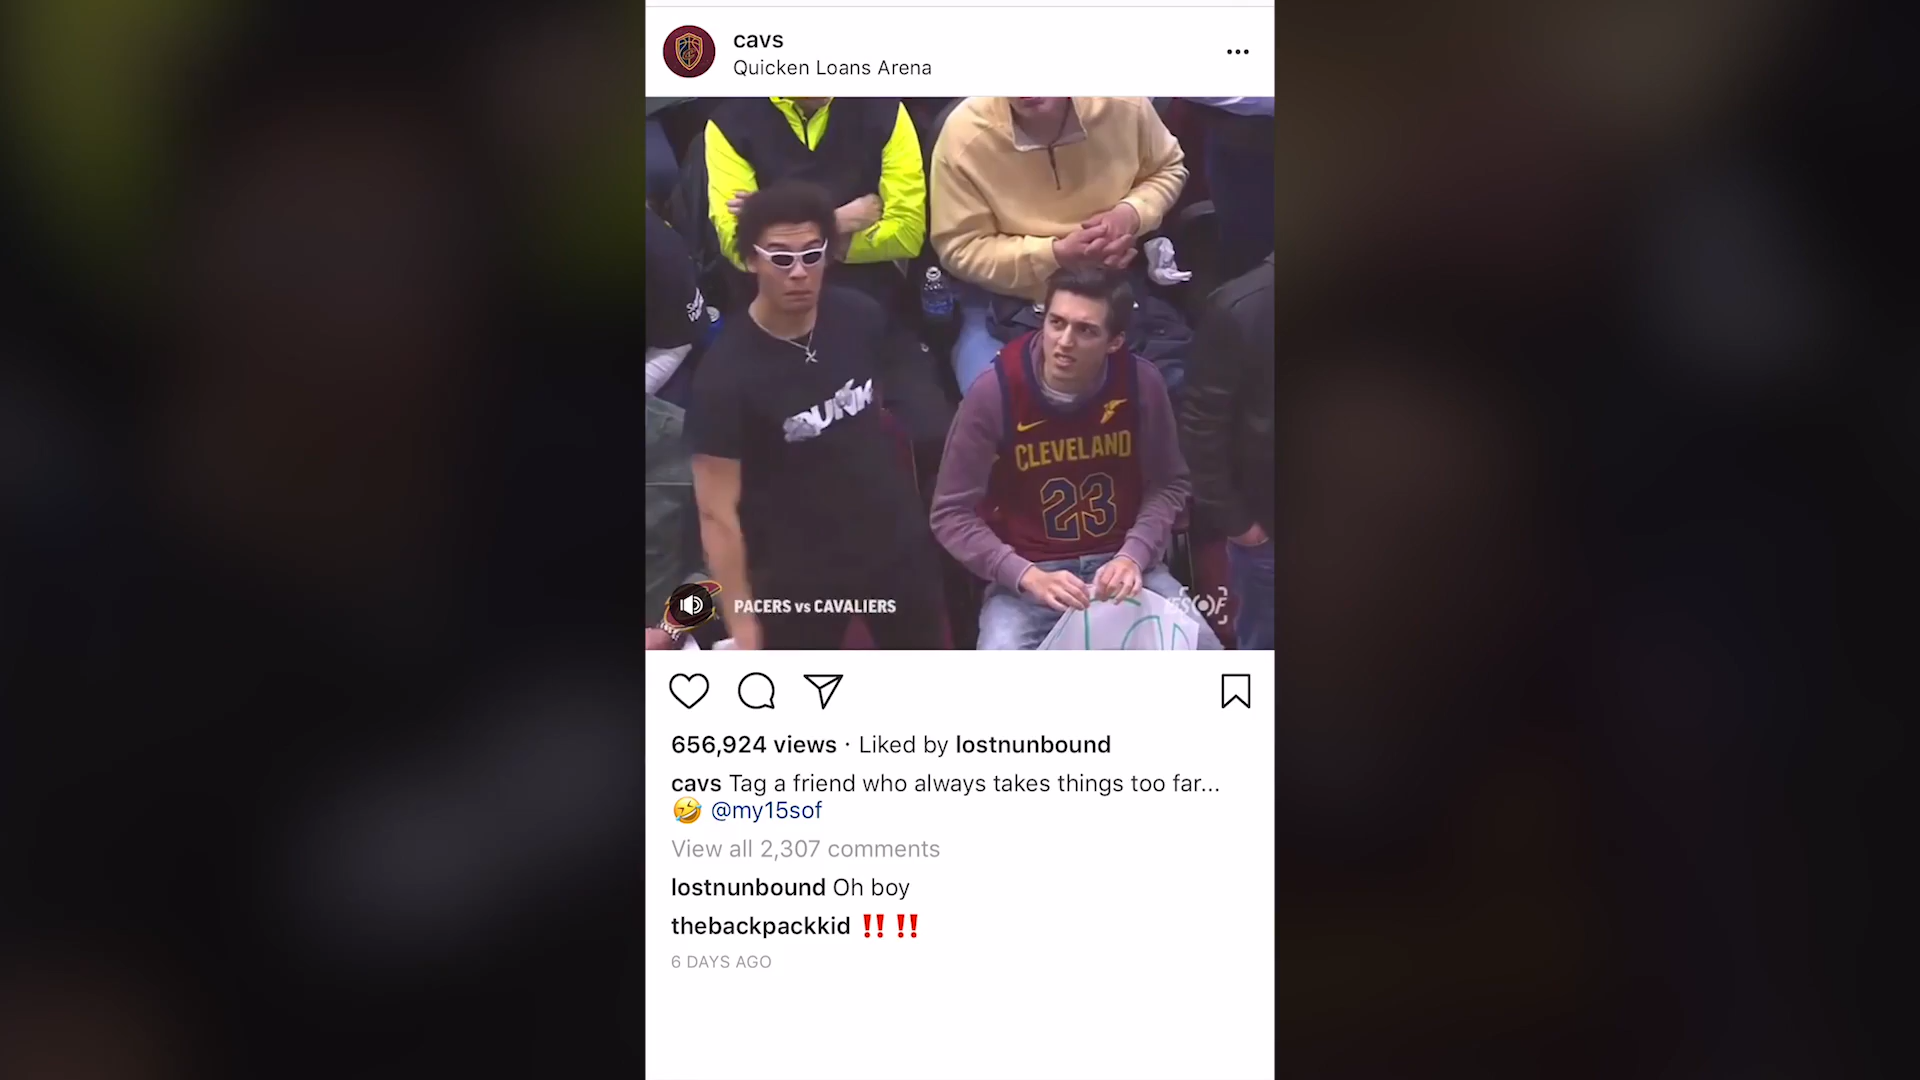 cavs
Quicken Loans Arena
DUNK
CLEVELAND
23
PACERS vs CAVALIERS
656,924 views · Liked by lostnunbound
cavs Tag a friend who always takes things too far...
🤣 @my15sof
View all 2,307 comments
lostnunbound Oh boy
thebackpackkid ‼️ ‼️
6 DAYS AGO